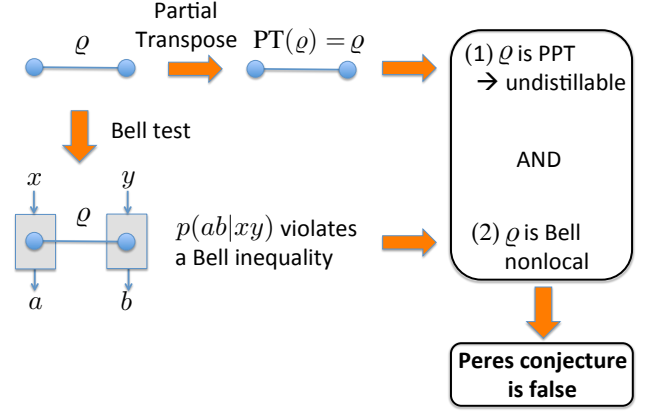 ϱ
Partial
Transpose
PT(ϱ) = ϱ
(1) ϱ is PPT
→ undistillable
AND
(2) ϱ is Bell
nonlocal
Bell test
x
y
ϱ
a
b
p(ab|xy) violates
a Bell inequality
Peres conjecture
is false